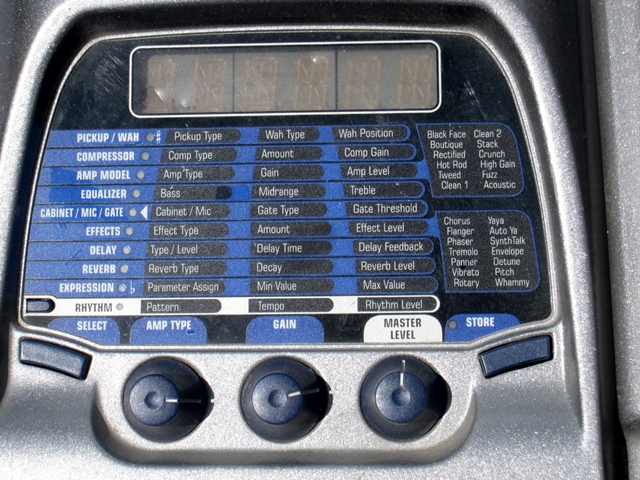 PICKUP / WAH # Pickup Type Wah Type Wah Position
COMPRESSOR Comp Type Amount Comp Gain
AMP MODEL Amp Type Gain Amp Level
EQUALIZER Bass Midrange Treble
CABINET / MIC / GATE Cabinet / Mic Gate Type Gate Threshold
EFFECTS Effect Type Amount Effect Level
DELAY Type / Level Delay Time Delay Feedback
REVERB Reverb Type Decay Reverb Level
EXPRESSION ♭ Parameter Assign Min Value Max Value
RHYTHM Pattern Tempo Rhythm Level
Black Face Clean 2
Boutique Stack
Rectified Crunch
Hot Rod High Gain
Tweed Fuzz
Clean 1 Acoustic
Chorus Yaya
Flanger Auto Ya
Phaser SynthTalk
Tremolo Envelope
Panner Detune
Vibrato Pitch
Rotary Whammy
SELECT AMP TYPE GAIN MASTER LEVEL STORE